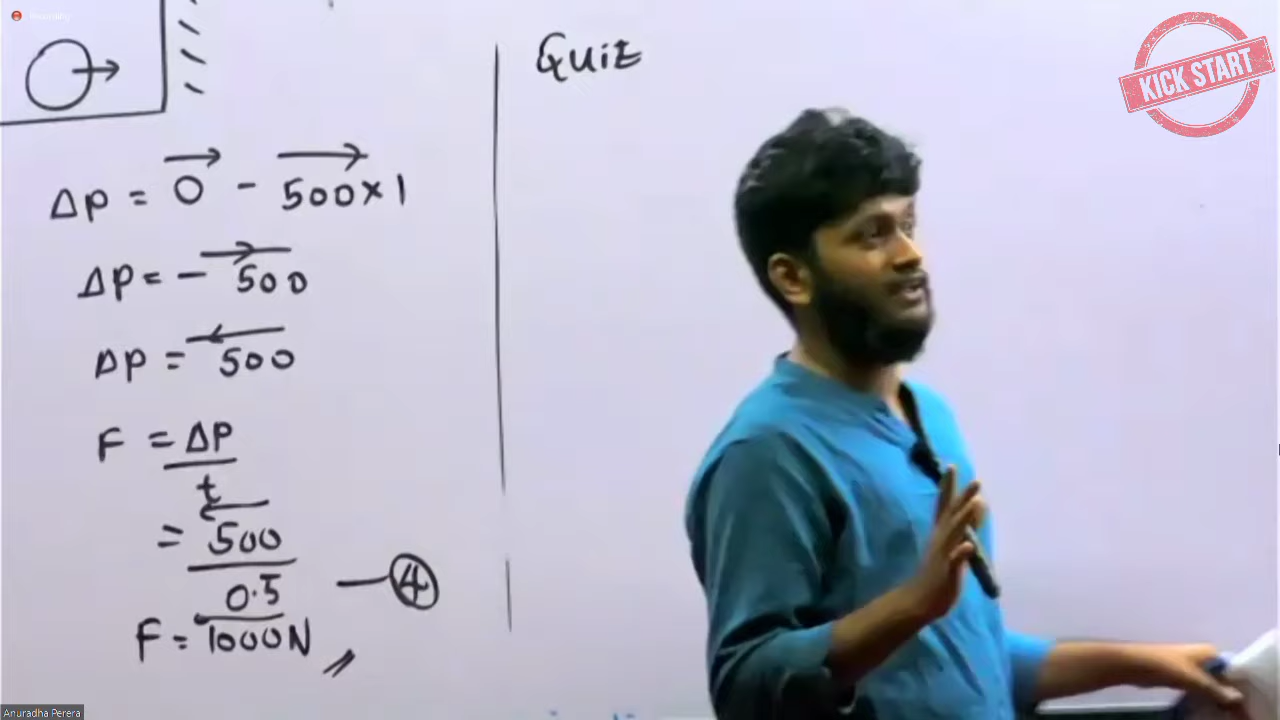 Recording
KICK START
Quiz
Δp = 0 - 500×1
Δp = - 500
Δp = 500
F = Δp
t
= 500
0.5
④
F = 1000N
Anuradha Perera